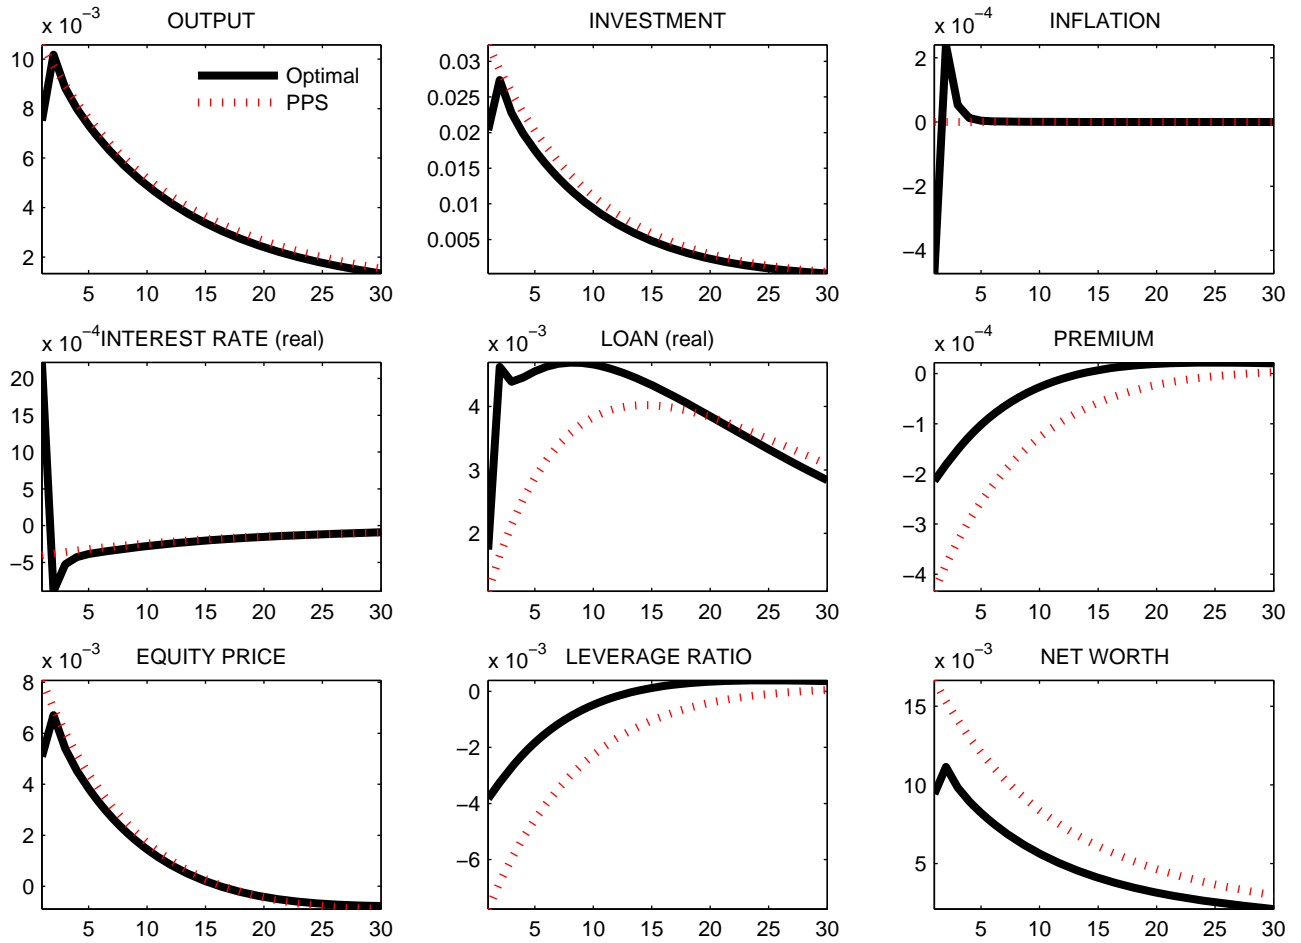 x 10−3 OUTPUT
Optimal
PPS
10
8
6
4
2
5 10 15 20 25 30
INVESTMENT
0.03
0.025
0.02
0.015
0.01
0.005
5 10 15 20 25 30
x 10−4 INFLATION
2
0
−2
−4
5 10 15 20 25 30
x 10−4 INTEREST RATE (real)
20
15
10
5
0
−5
5 10 15 20 25 30
x 10−3 LOAN (real)
4
3
2
5 10 15 20 25 30
x 10−4 PREMIUM
0
−1
−2
−3
−4
5 10 15 20 25 30
x 10−3 EQUITY PRICE
8
6
4
2
0
5 10 15 20 25 30
x 10−3 LEVERAGE RATIO
0
−2
−4
−6
5 10 15 20 25 30
x 10−3 NET WORTH
15
10
5
5 10 15 20 25 30